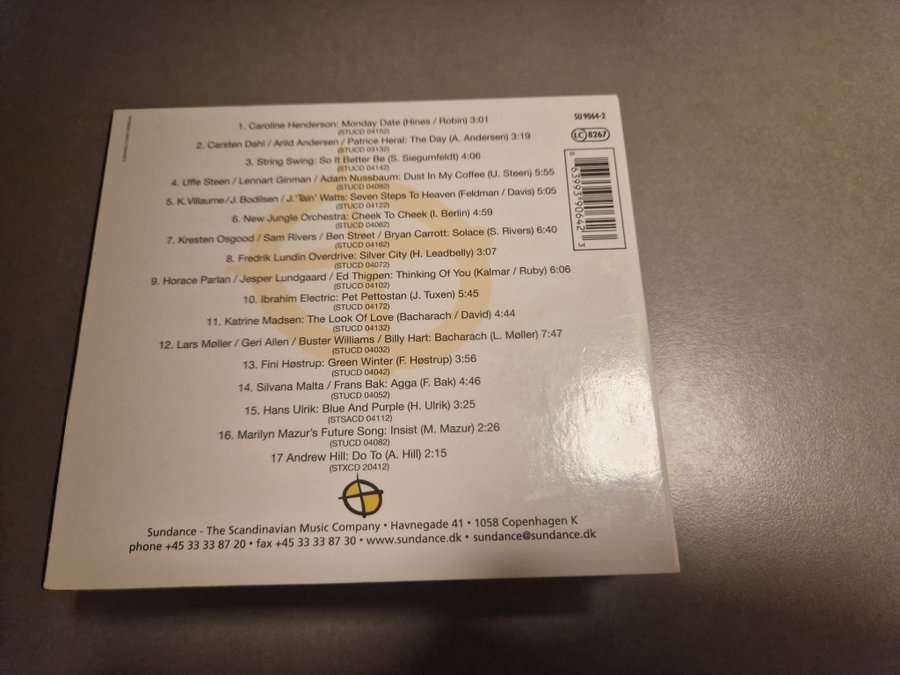 1. Caroline Henderson: Monday Date (Hines / Robin) 3:01
(STUCD 04152)
2. Carsten Dahl / Arild Andersen / Patrice Heral: The Day (A. Andersen) 3:19
(STUCD 03132)
3. String Swing: So It Better Be (S. Siegumfeldt) 4:06
(STUCD 04142)
4. Uffe Steen / Lennart Ginman / Adam Nussbaum: Dust In My Coffee (U. Steen) 5:55
(STUCD 04092)
5. K. Villaume / J. Bodilsen / J. 'Tain' Watts: Seven Steps To Heaven (Feldman / Davis) 5:05
(STUCD 04122)
6. New Jungle Orchestra: Cheek To Cheek (I. Berlin) 4:59
(STUCD 04062)
7. Kresten Osgood / Sam Rivers / Ben Street / Bryan Carrott: Solace (S. Rivers) 6:40
(STUCD 04162)
8. Fredrik Lundin Overdrive: Silver City (H. Leadbelly) 3:07
(STUCD 04072)
9. Horace Parlan / Jesper Lundgaard / Ed Thigpen: Thinking Of You (Kalmar / Ruby) 6:06
(STUCD 04102)
10. Ibrahim Electric: Pet Pettostan (J. Tuxen) 5:45
(STUCD 04172)
11. Katrine Madsen: The Look Of Love (Bacharach / David) 4:44
(STUCD 04132)
12. Lars Møller / Geri Allen / Buster Williams / Billy Hart: Bacharach (L. Møller) 7:47
(STUCD 04032)
13. Fini Høstrup: Green Winter (F. Høstrup) 3:56
(STUCD 04042)
14. Silvana Malta / Frans Bak: Agga (F. Bak) 4:46
(STUCD 04052)
15. Hans Ulrik: Blue And Purple (H. Ulrik) 3:25
(STSACD 04112)
16. Marilyn Mazur's Future Song: Insist (M. Mazur) 2:26
(STUCD 04082)
17 Andrew Hill: Do To (A. Hill) 2:15
(STXCD 20412)
Sundance - The Scandinavian Music Company • Havnegade 41 • 1058 Copenhagen K
phone +45 33 33 87 20 • fax +45 33 33 87 30 • www.sundance.dk • sundance@sundance.dk
SU 9064-2
LC 8267
6 63993 90642 3